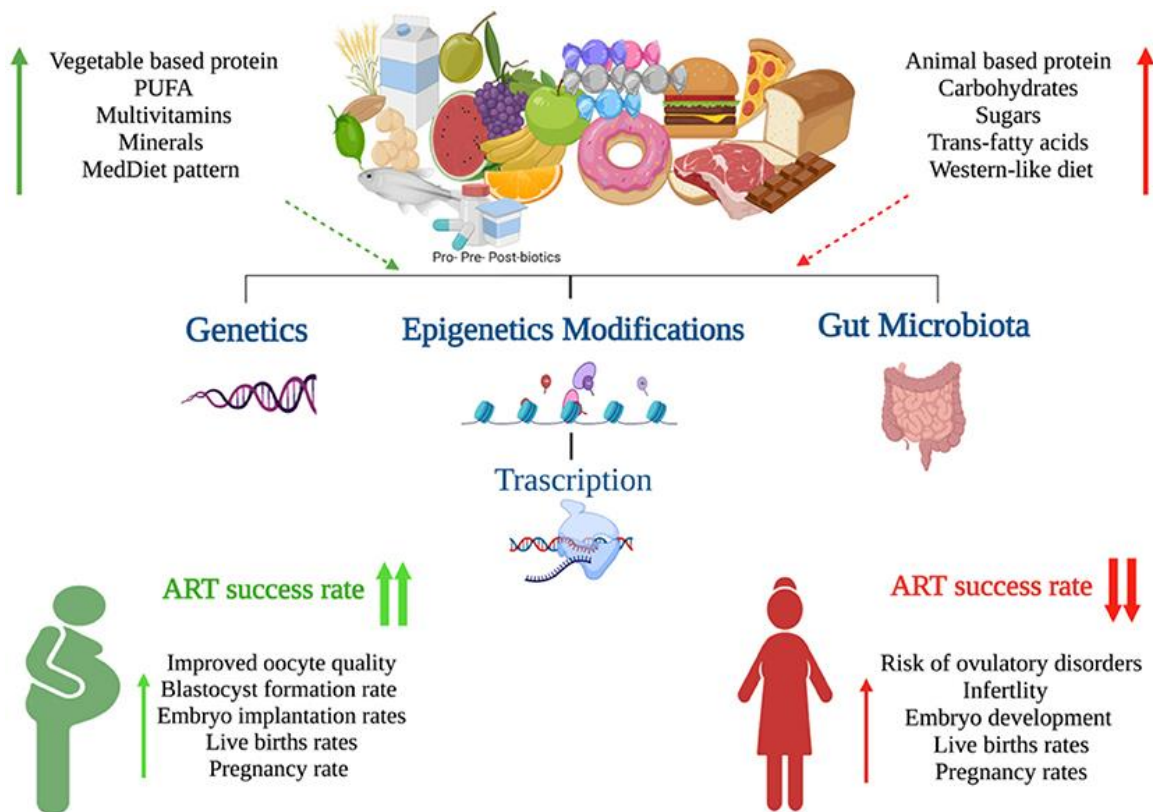 Vegetable based protein
PUFA
Multivitamins
Minerals
MedDiet pattern
Animal based protein
Carbohydrates
Sugars
Trans-fatty acids
Western-like diet
Pro- Pre- Post-biotics
Genetics
Epigenetics Modifications
Gut Microbiota
Trascription
ART success rate
Improved oocyte quality
Blastocyst formation rate
Embryo implantation rates
Live births rates
Pregnancy rate
ART success rate
Risk of ovulatory disorders
Infertlity
Embryo development
Live births rates
Pregnancy rates